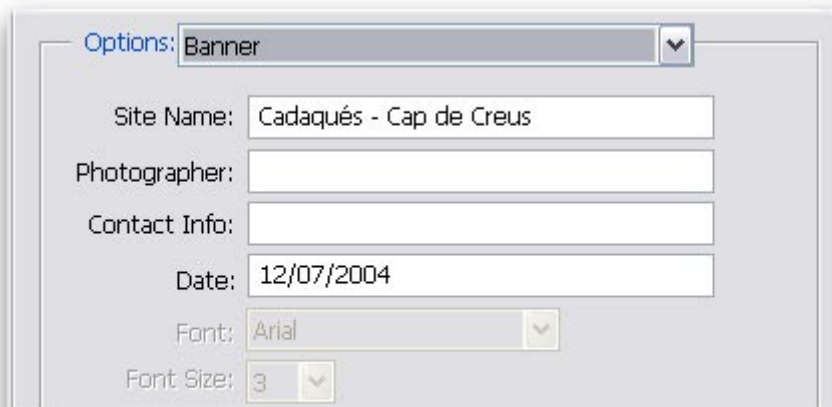 Options: Banner
Site Name: Cadaqués - Cap de Creus
Photographer:
Contact Info:
Date: 12/07/2004
Font: Arial
Font Size: 3